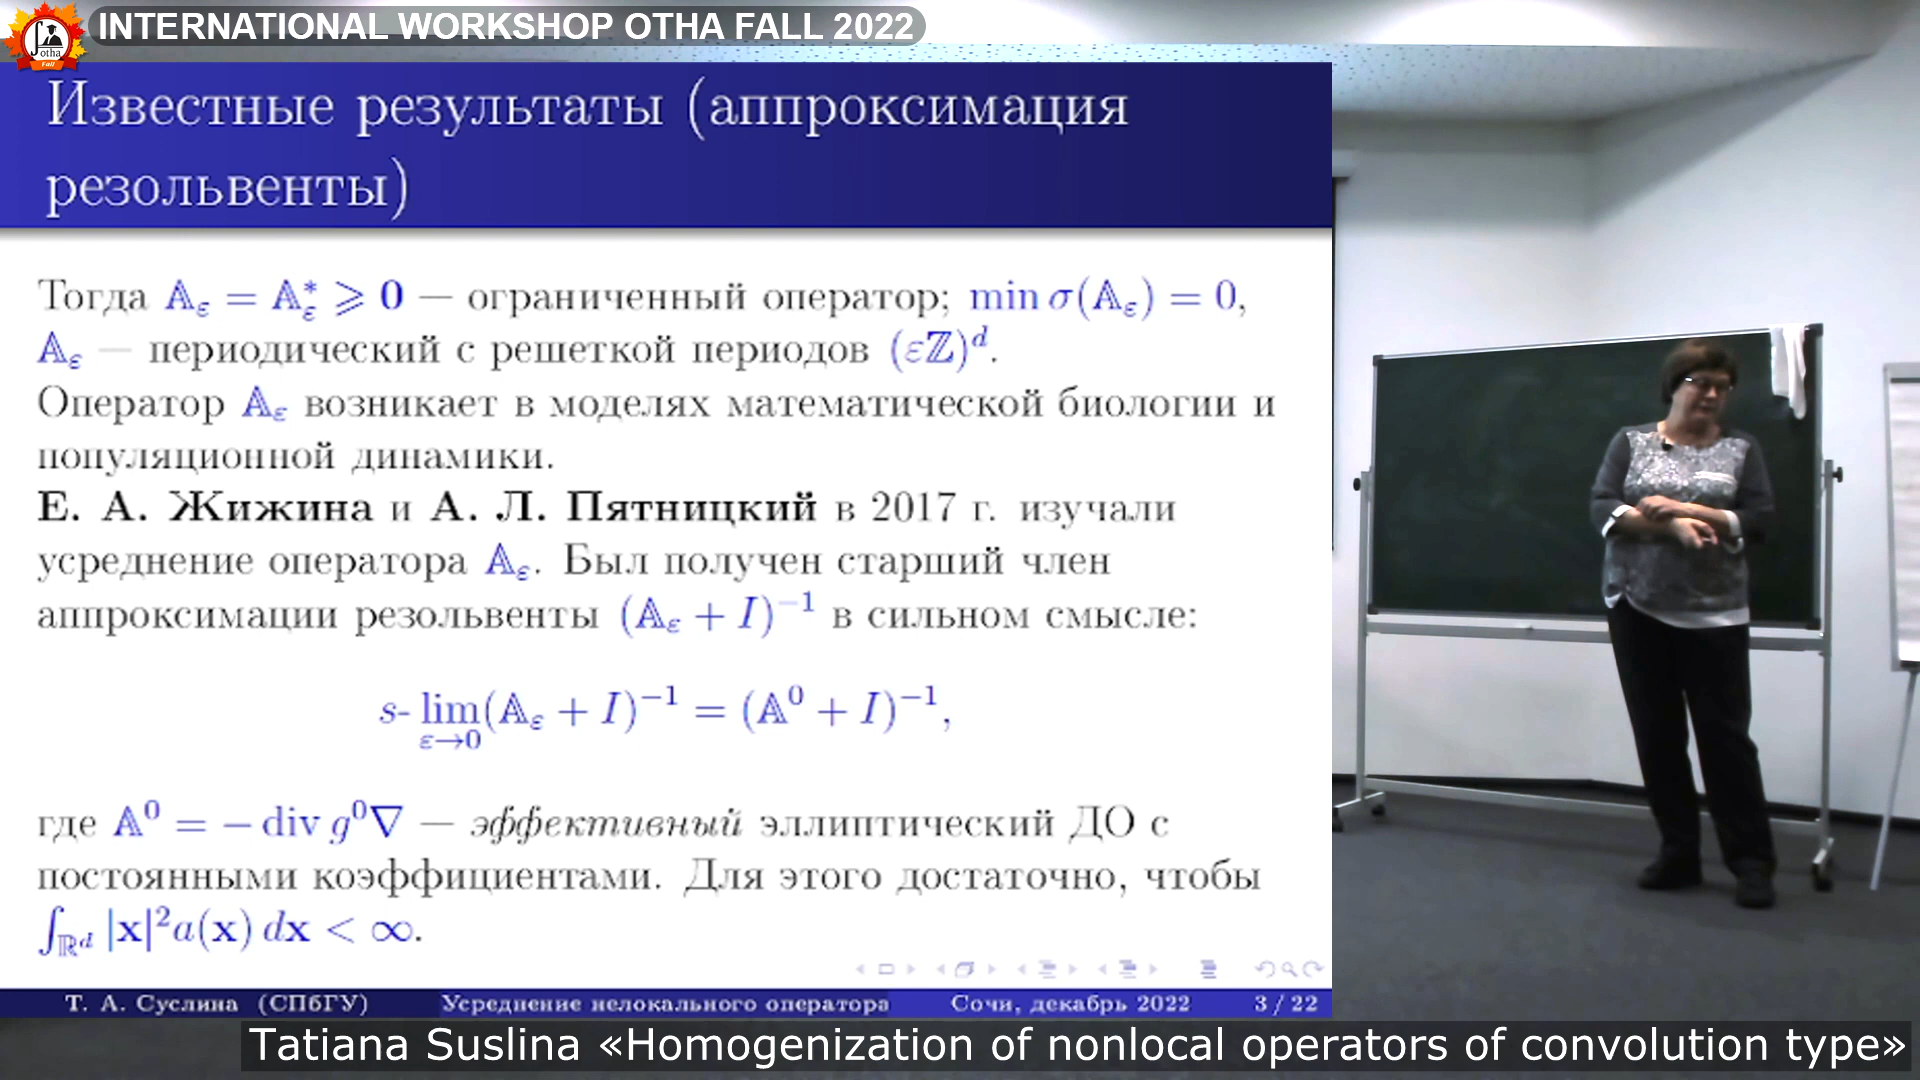 INTERNATIONAL WORKSHOP OTHA FALL 2022
otha
Fall
Известные результаты (аппроксимация
резольвенты)
Тогда 𝔸_ε = 𝔸_ε^* ⩾ 0 — ограниченный оператор; min σ(𝔸_ε) = 0,
𝔸_ε — периодический с решеткой периодов (εℤ)^d.
Оператор 𝔸_ε возникает в моделях математической биологии и
популяционной динамики.
Е. А. Жижина и А. Л. Пятницкий в 2017 г. изучали
усреднение оператора 𝔸_ε. Был получен старший член
аппроксимации резольвенты (𝔸_ε + I)^{−1} в сильном смысле:
s- lim_{ε→0} (𝔸_ε + I)^{−1} = (𝔸^0 + I)^{−1},
где 𝔸^0 = − div g^0∇ — эффективный эллиптический ДО с
постоянными коэффициентами. Для этого достаточно, чтобы
∫_{ℝ^d} |x|^2 a(x) dx < ∞.
Т. А. Суслина (СПбГУ) Усреднение нелокального оператора Сочи, декабрь 2022 3 / 22
Tatiana Suslina «Homogenization of nonlocal operators of convolution type»